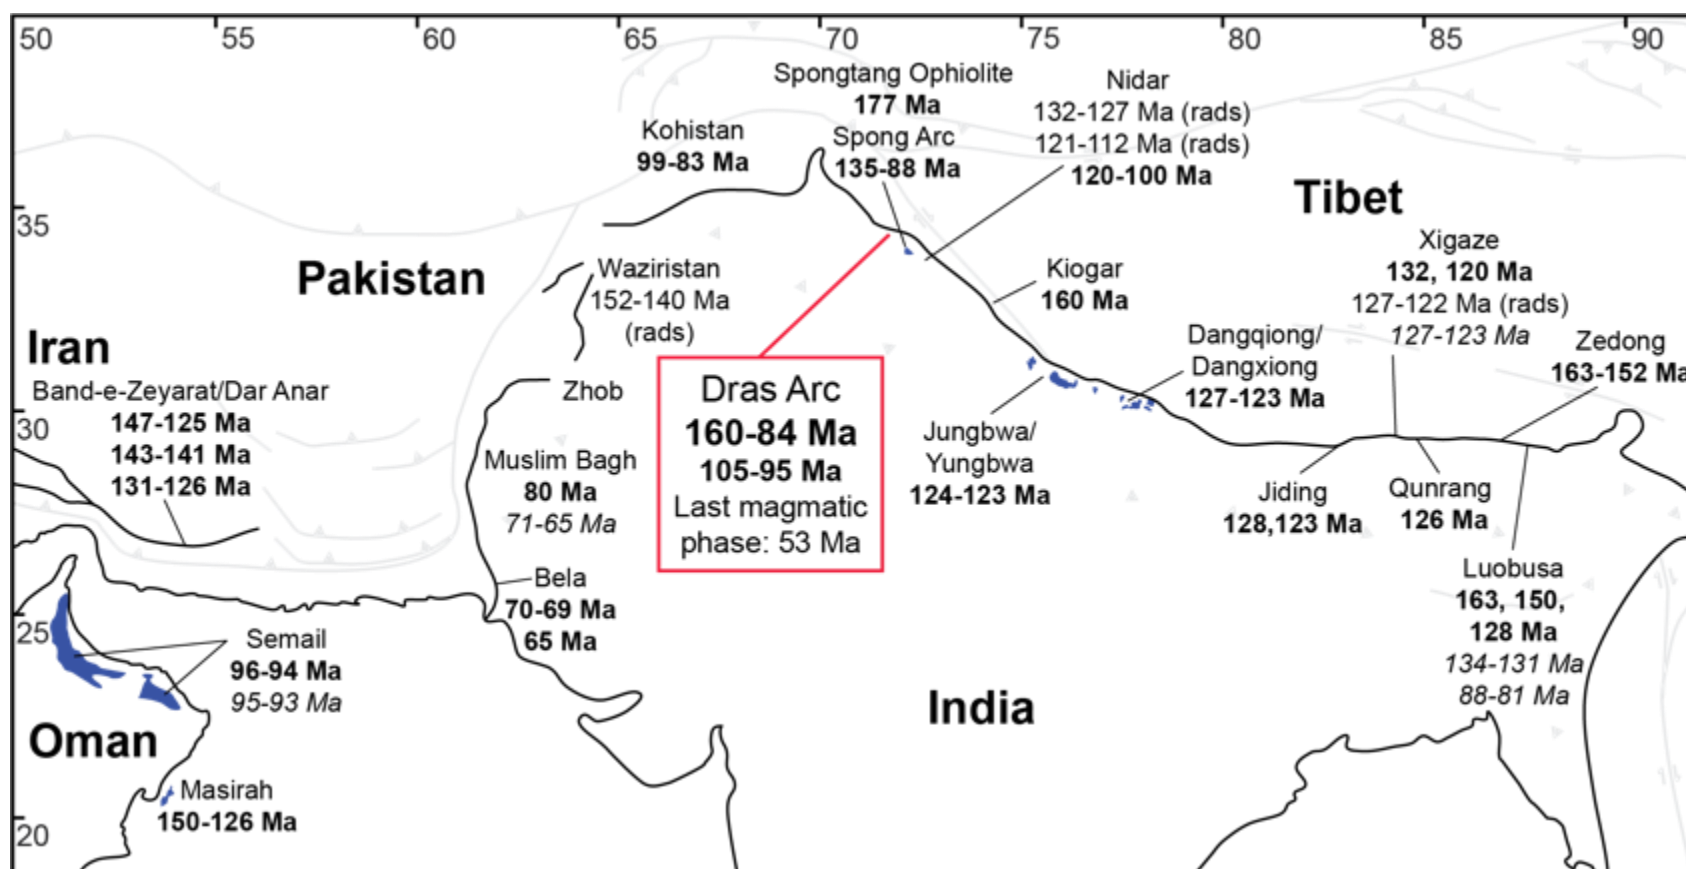 50
55
60
65
70
75
80
85
90
35
30
25
20
Spongtang Ophiolite
177 Ma
Spong Arc
135-88 Ma
Nidar
132-127 Ma (rads)
121-112 Ma (rads)
120-100 Ma
Kohistan
99-83 Ma
Tibet
Xigaze
132, 120 Ma
127-122 Ma (rads)
127-123 Ma
Pakistan
Waziristan
152-140 Ma
(rads)
Kiogar
160 Ma
Iran
Band-e-Zeyarat/Dar Anar
147-125 Ma
143-141 Ma
131-126 Ma
Zhob
Dras Arc
160-84 Ma
105-95 Ma
Last magmatic
phase: 53 Ma
Dangqiong/
Dangxiong
127-123 Ma
Zedong
163-152 Ma
Muslim Bagh
80 Ma
71-65 Ma
Jungbwa/
Yungbwa
124-123 Ma
Jiding
128,123 Ma
Qunrang
126 Ma
Bela
70-69 Ma
65 Ma
Luobusa
163, 150,
128 Ma
134-131 Ma
88-81 Ma
Semail
96-94 Ma
95-93 Ma
India
Oman
Masirah
150-126 Ma